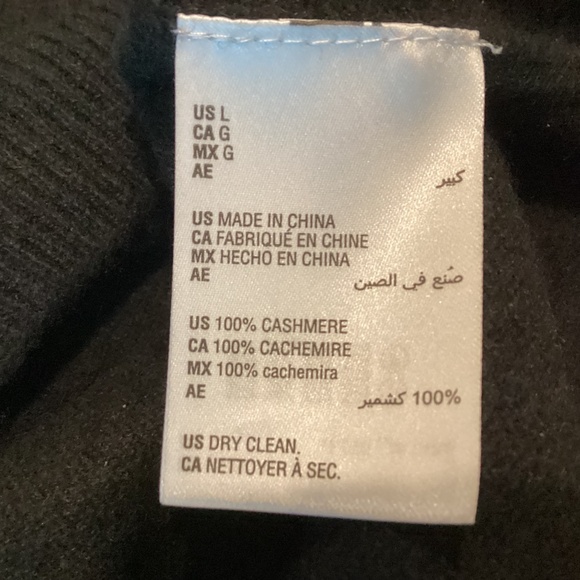 US L
CA G
MX G
AE كبير
US MADE IN CHINA
CA FABRIQUÉ EN CHINE
MX HECHO EN CHINA
AE صُنع في الصين
US 100% CASHMERE
CA 100% CACHEMIRE
MX 100% cachemira
AE 100% كشمير
US DRY CLEAN.
CA NETTOYER À SEC.